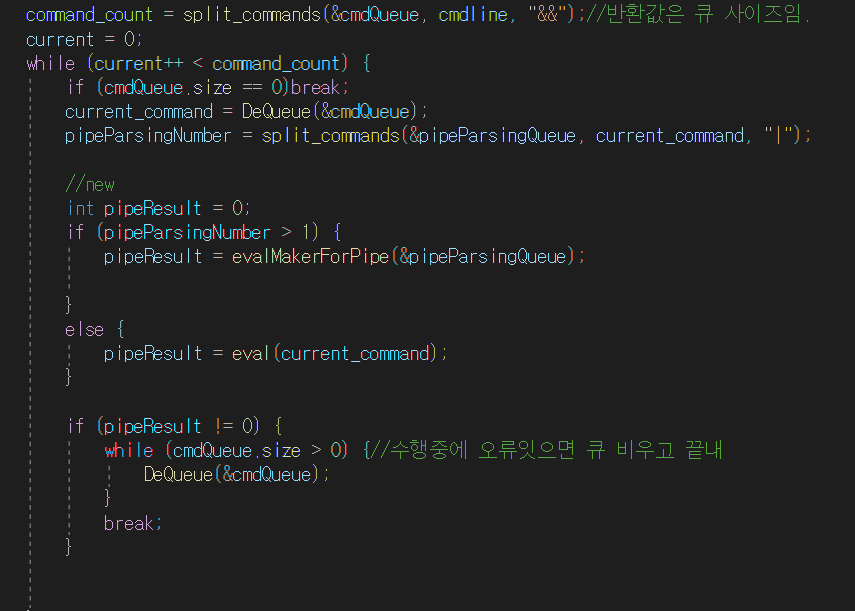 command_count = split_commands(&cmdQueue, cmdline, "&&");//반환값은 큐 사이즈임.
current = 0;
while (current++ < command_count) {
if (cmdQueue.size == 0)break;
current_command = DeQueue(&cmdQueue);
pipeParsingNumber = split_commands(&pipeParsingQueue, current_command, "|");
//new
int pipeResult = 0;
if (pipeParsingNumber > 1) {
pipeResult = evalMakerForPipe(&pipeParsingQueue);
}
else {
pipeResult = eval(current_command);
}
if (pipeResult != 0) {
while (cmdQueue.size > 0) {//수행중에 오류잇으면 큐 비우고 끝내
DeQueue(&cmdQueue);
}
break;
}